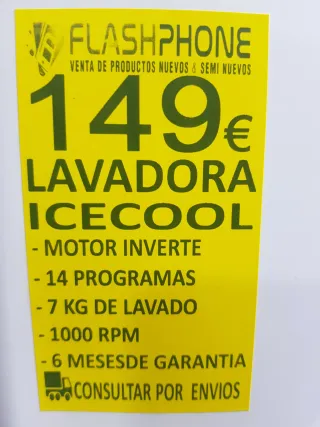 FLASHPHONE
VENTA DE PRODUCTOS NUEVOS & SEMI NUEVOS
149€
LAVADORA
ICECOOL
- MOTOR INVERTE
- 14 PROGRAMAS
- 7 KG DE LAVADO
- 1000 RPM
- 6 MESESDE GARANTIA
CONSULTAR POR ENVIOS